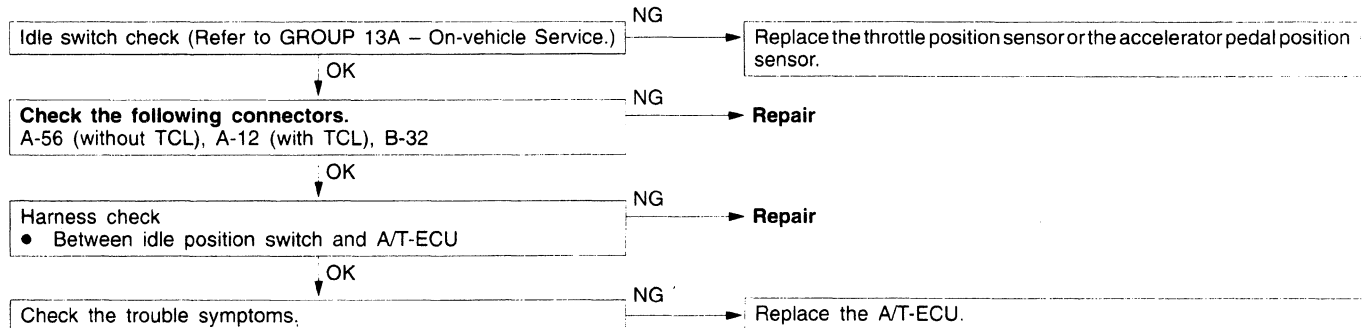 NG
Idle switch check (Refer to GROUP 13A – On-vehicle Service.)
Replace the throttle position sensor or the accelerator pedal position
sensor.
OK
NG
Check the following connectors.
A-56 (without TCL), A-12 (with TCL), B-32
Repair
OK
NG
Harness check
● Between idle position switch and A/T-ECU
Repair
OK
NG
Check the trouble symptoms.
Replace the A/T-ECU.